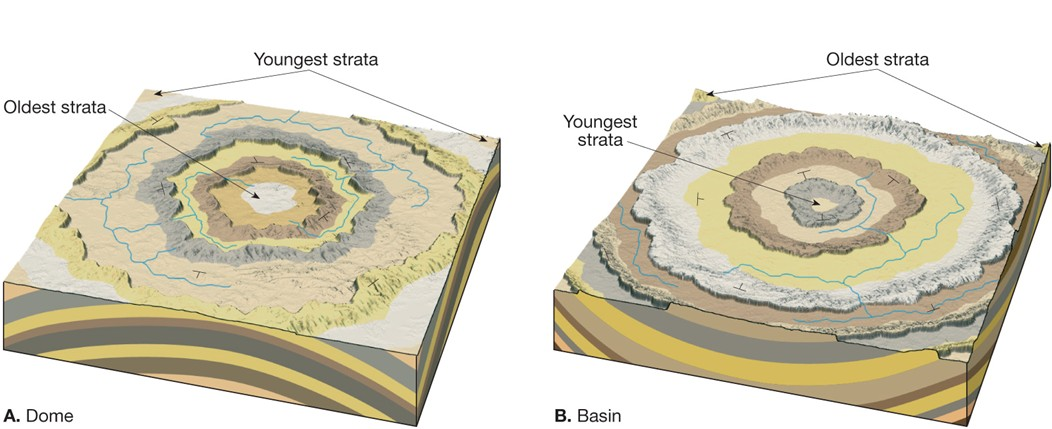 Youngest strata
Oldest strata
A. Dome
Oldest strata
Youngest
strata
B. Basin